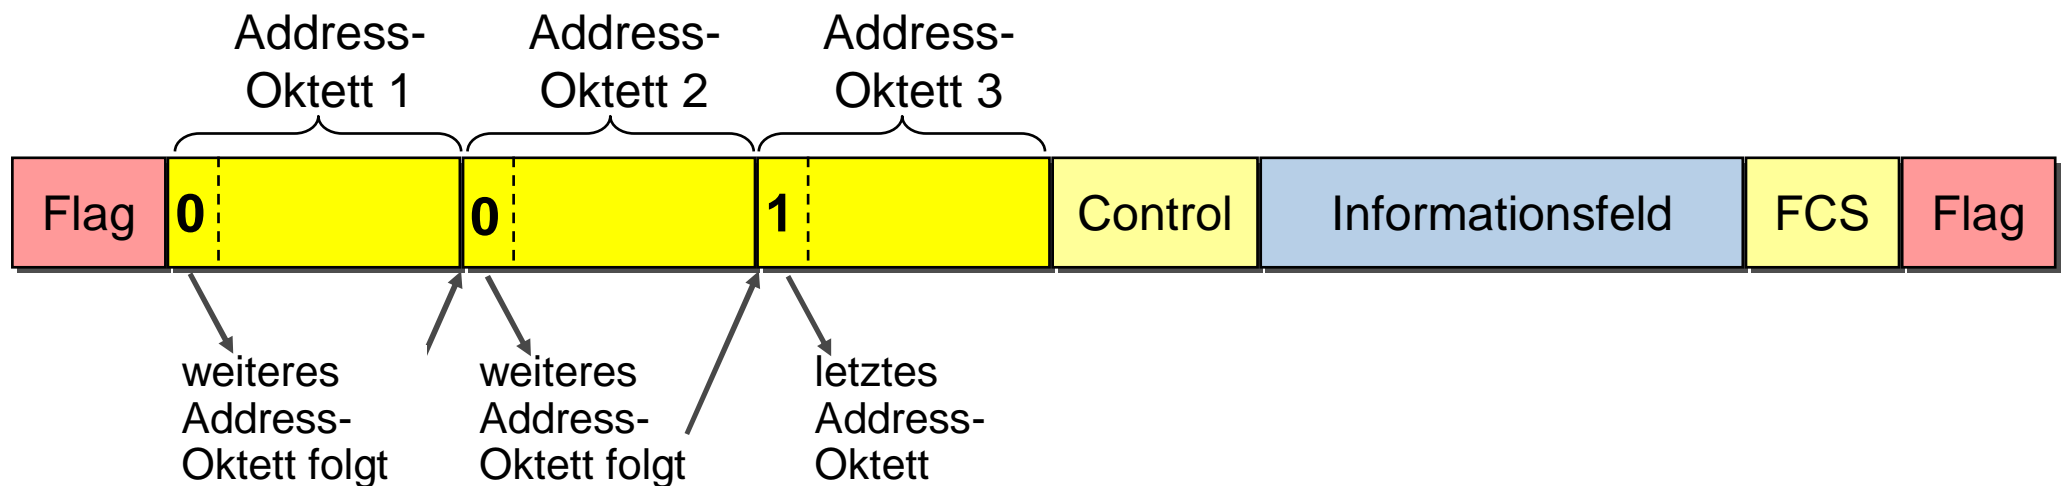 Address-
Oktett 1
Address-
Oktett 2
Address-
Oktett 3
Flag
0
0
1
Control
Informationsfeld
FCS
Flag
weiteres
Address-
Oktett folgt
weiteres
Address-
Oktett folgt
letztes
Address-
Oktett